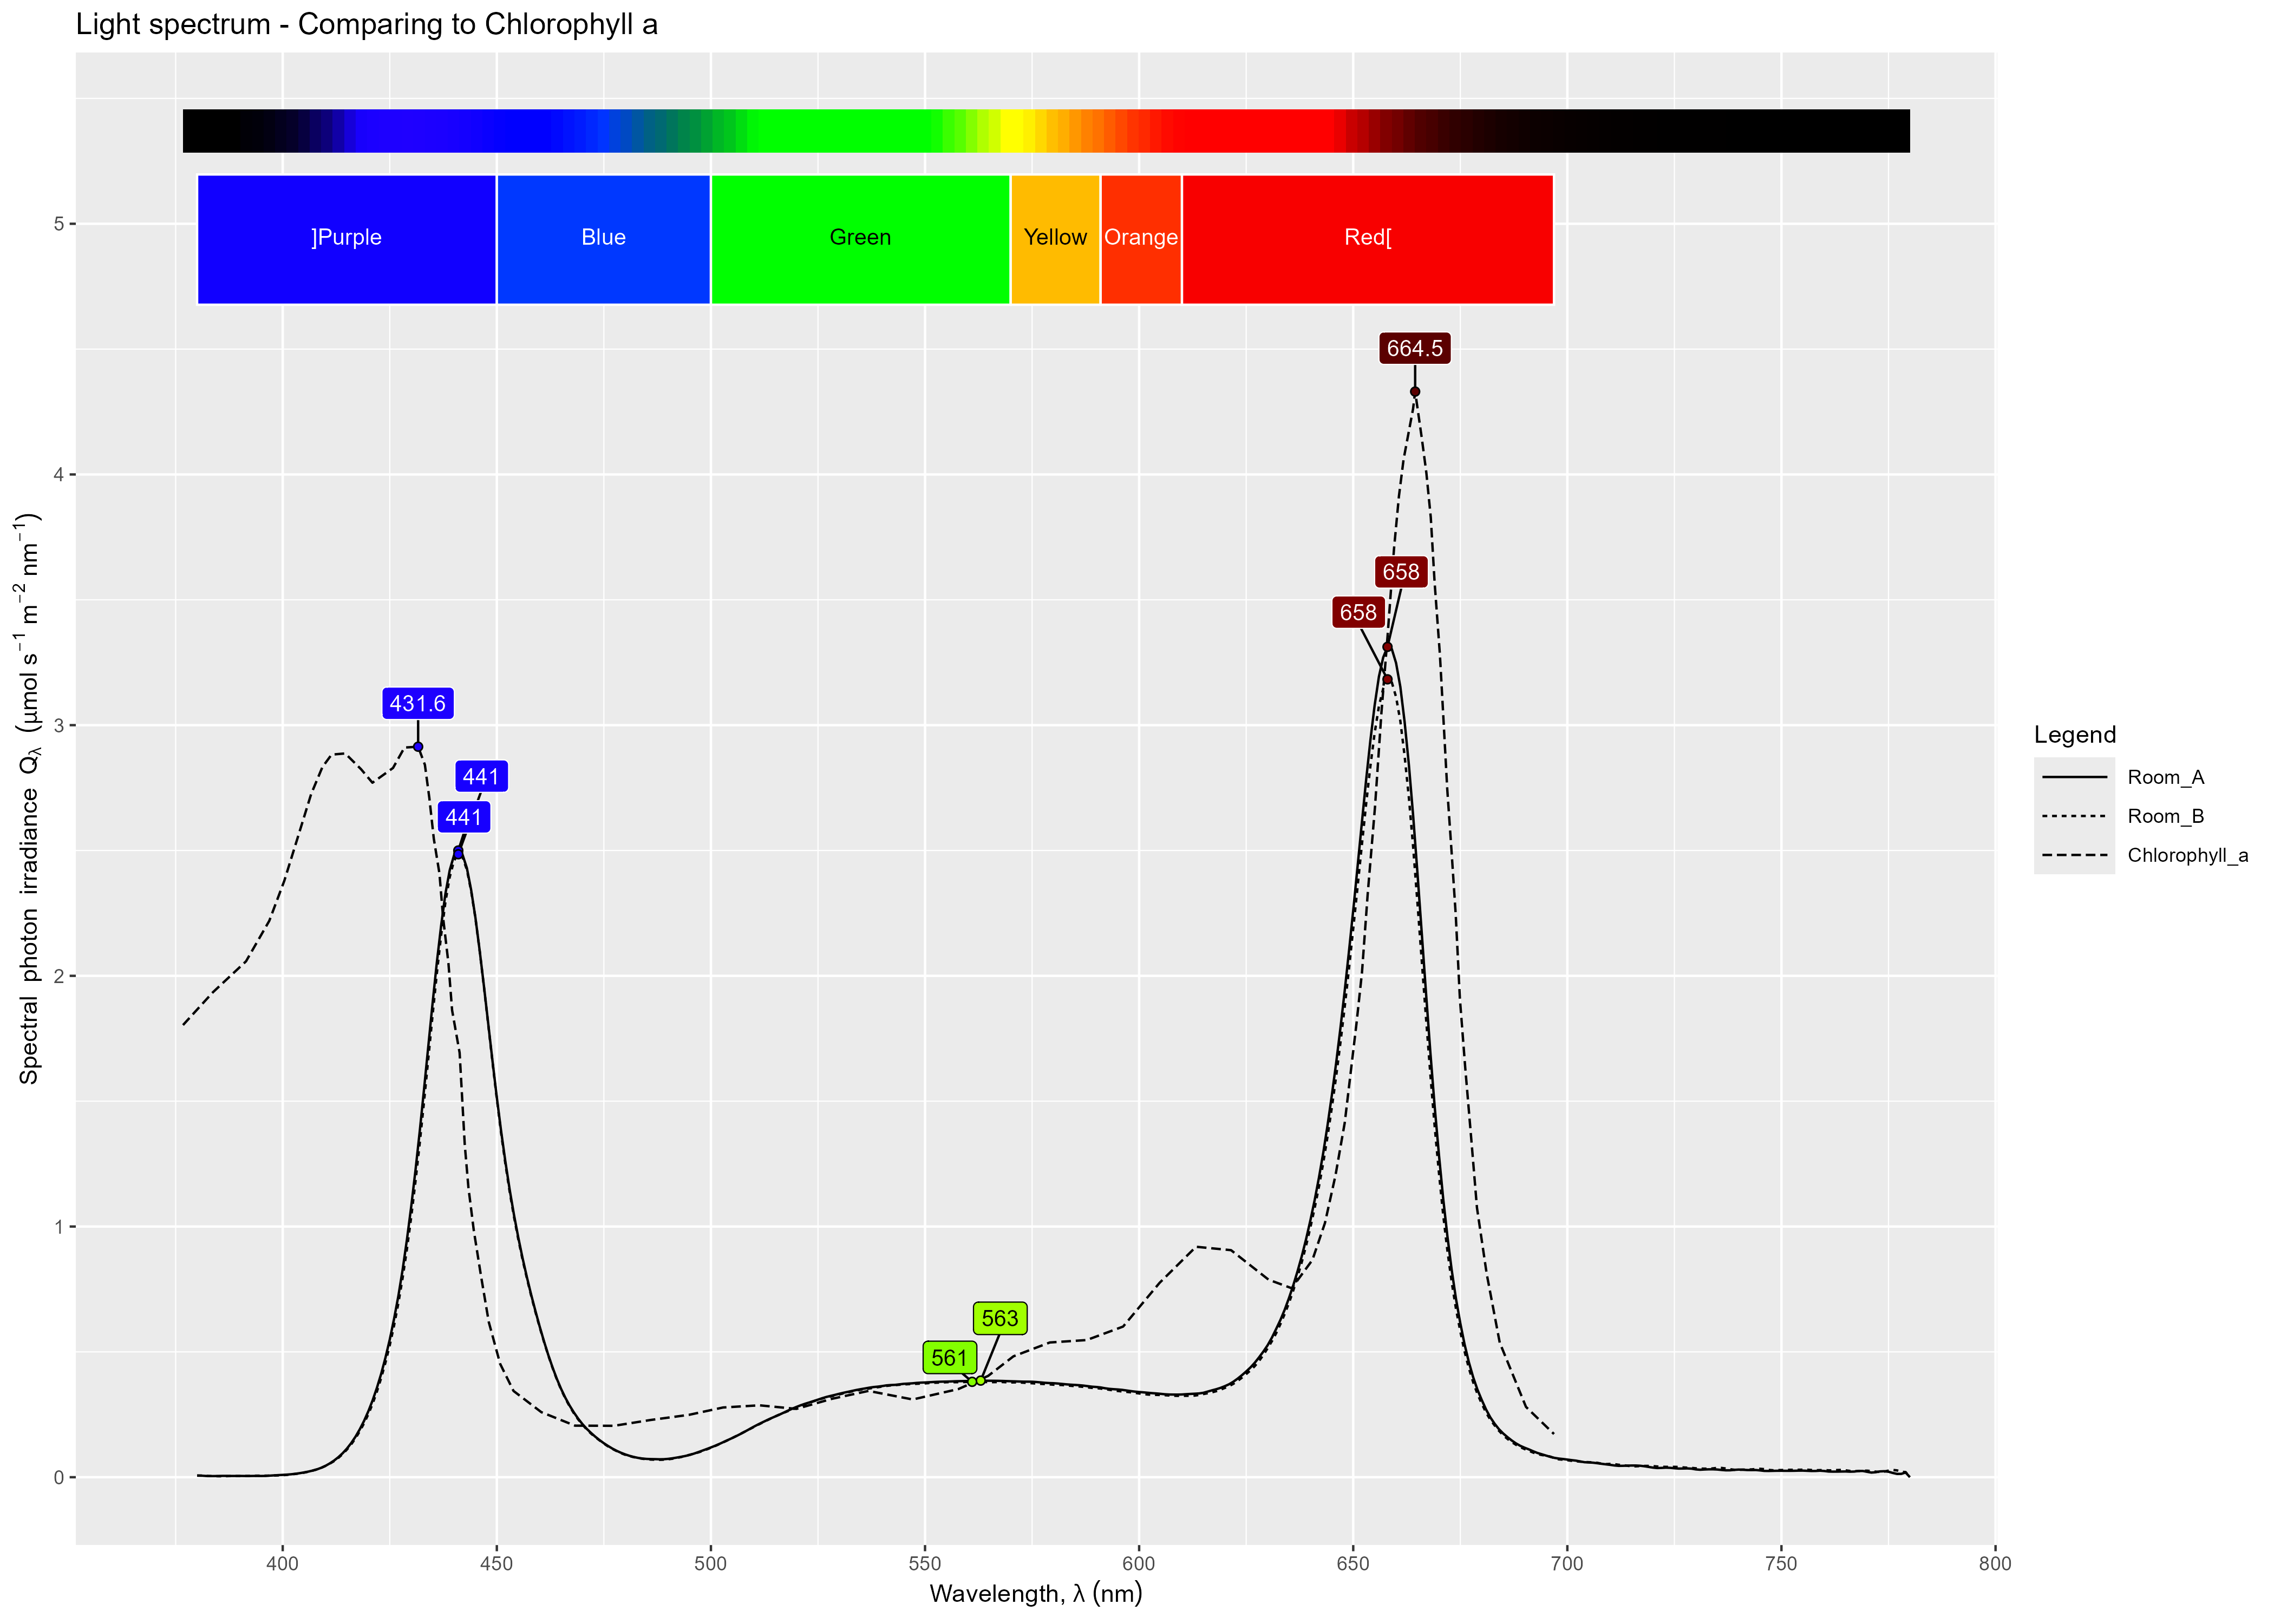 Light spectrum - Comparing to Chlorophyll a
]Purple Blue Green Yellow Orange Red[
664.5
658
658
431.6
441
441
563
561
5
4
3
2
1
0
Spectral photon irradiance Qλ (μmol s⁻¹ m⁻² nm⁻¹)
400 450 500 550 600 650 700 750 800
Wavelength, λ (nm)
Legend
Room_A
Room_B
Chlorophyll_a